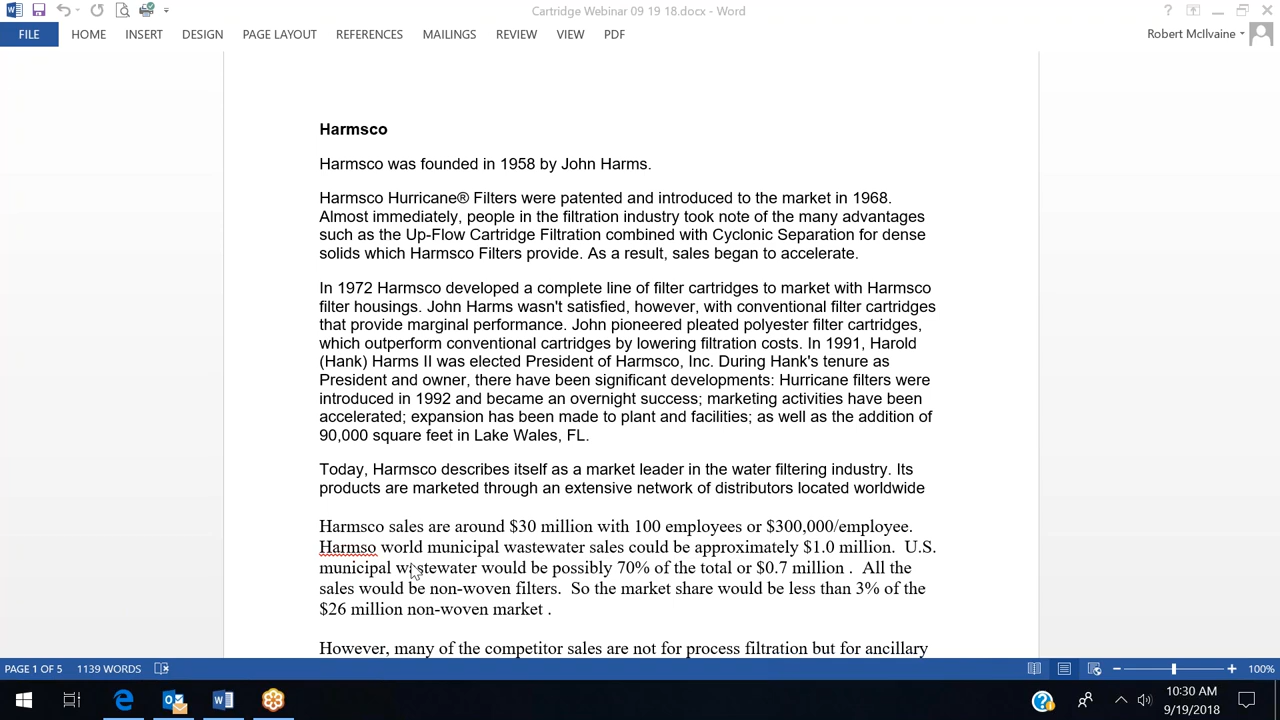 Cartridge Webinar 09 19 18.docx - Word
FILE HOME INSERT DESIGN PAGE LAYOUT REFERENCES MAILINGS REVIEW VIEW PDF Robert McIlvaine
Harmsco
Harmsco was founded in 1958 by John Harms.
Harmsco Hurricane® Filters were patented and introduced to the market in 1968.
Almost immediately, people in the filtration industry took note of the many advantages
such as the Up-Flow Cartridge Filtration combined with Cyclonic Separation for dense
solids which Harmsco Filters provide. As a result, sales began to accelerate.
In 1972 Harmsco developed a complete line of filter cartridges to market with Harmsco
filter housings. John Harms wasn't satisfied, however, with conventional filter cartridges
that provide marginal performance. John pioneered pleated polyester filter cartridges,
which outperform conventional cartridges by lowering filtration costs. In 1991, Harold
(Hank) Harms II was elected President of Harmsco, Inc. During Hank's tenure as
President and owner, there have been significant developments: Hurricane filters were
introduced in 1992 and became an overnight success; marketing activities have been
accelerated; expansion has been made to plant and facilities; as well as the addition of
90,000 square feet in Lake Wales, FL.
Today, Harmsco describes itself as a market leader in the water filtering industry. Its
products are marketed through an extensive network of distributors located worldwide
Harmsco sales are around $30 million with 100 employees or $300,000/employee.
Harmso world municipal wastewater sales could be approximately $1.0 million.  U.S.
municipal wastewater would be possibly 70% of the total or $0.7 million .  All the
sales would be non-woven filters.  So the market share would be less than 3% of the
$26 million non-woven market .
However, many of the competitor sales are not for process filtration but for ancillary
PAGE 1 OF 5 1139 WORDS 100%
10:30 AM
9/19/2018